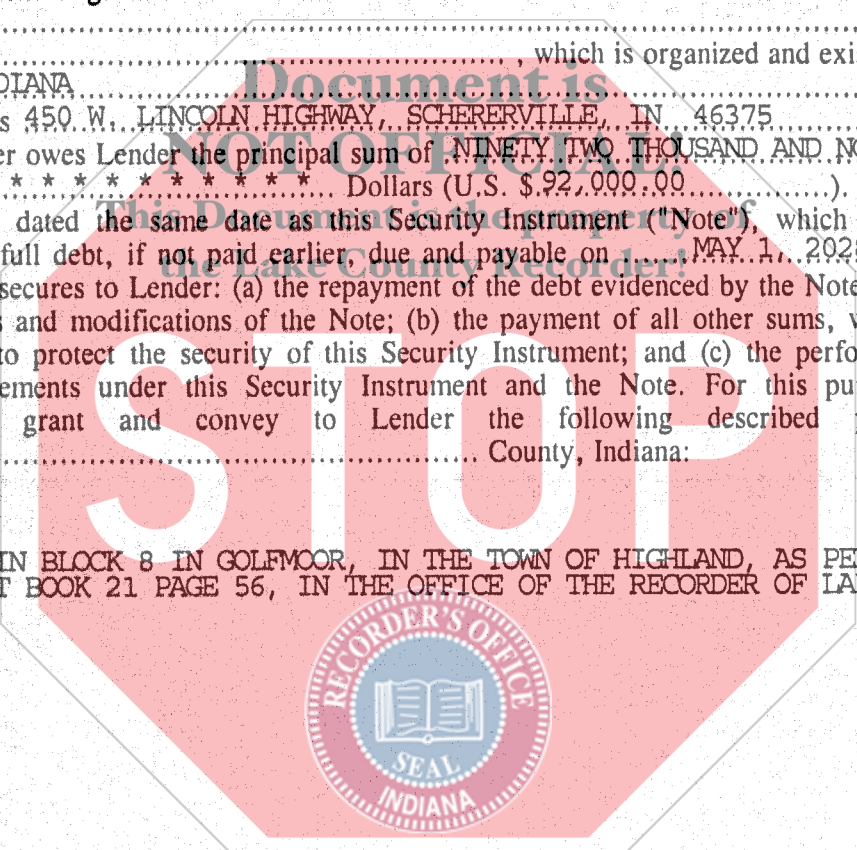 , which is organized and exi
DIANA
s 450 W. LINCOLN HIGHWAY, SCHERERVILLE, IN 46375
er owes Lender the principal sum of NINETY TWO THOUSAND AND NO
* * * * * * * * * * Dollars (U.S. $ 92,000.00 ).
dated the same date as this Security Instrument ("Note"), which
full debt, if not paid earlier, due and payable on MAY 1, 202
secures to Lender: (a) the repayment of the debt evidenced by the Note
s and modifications of the Note; (b) the payment of all other sums, w
to protect the security of this Security Instrument; and (c) the perfo
ements under this Security Instrument and the Note. For this pu
grant and convey to Lender the following described
County, Indiana:
IN BLOCK 8 IN GOLFMOOR, IN THE TOWN OF HIGHLAND, AS PE
T BOOK 21 PAGE 56, IN THE OFFICE OF THE RECORDER OF LA
Document is
NOT OFFICIAL!
This Document is the property of
the Lake County Recorder!
STOP
RECORDER'S OFFICE
SEAL
INDIANA